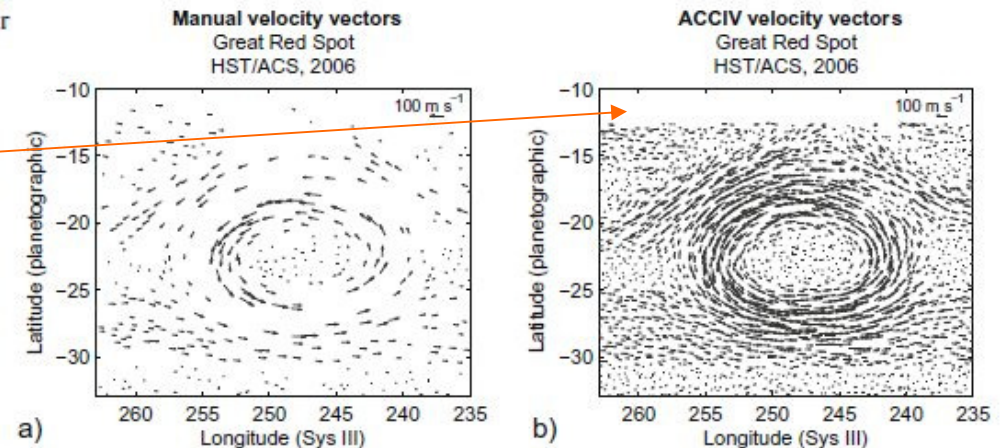 Manual velocity vectors
Great Red Spot
HST/ACS, 2006
100 m s⁻¹
−10
−15
−20
−25
−30
Latitude (planetographic)
260 255 250 245 240 235
Longitude (Sys III)
a)
ACCIV velocity vectors
Great Red Spot
HST/ACS, 2006
100 m s⁻¹
−10
−15
−20
−25
−30
Latitude (planetographic)
260 255 250 245 240 235
Longitude (Sys III)
b)